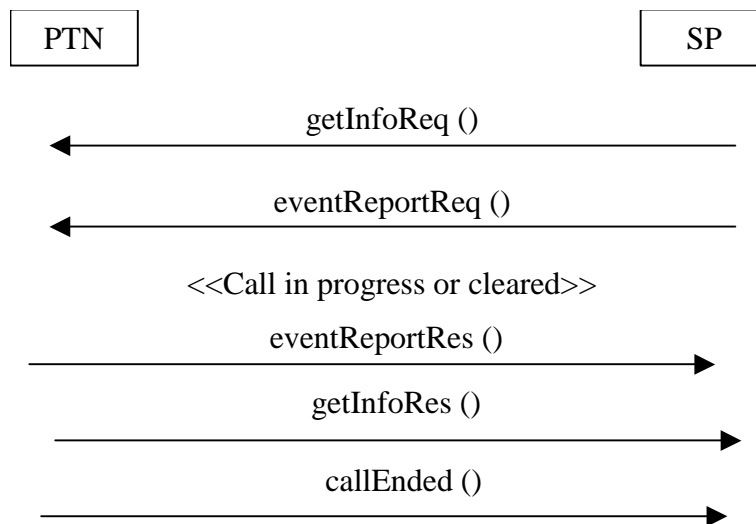 PTN
SP
getInfoReq ()
eventReportReq ()
<<Call in progress or cleared>>
eventReportRes ()
getInfoRes ()
callEnded ()